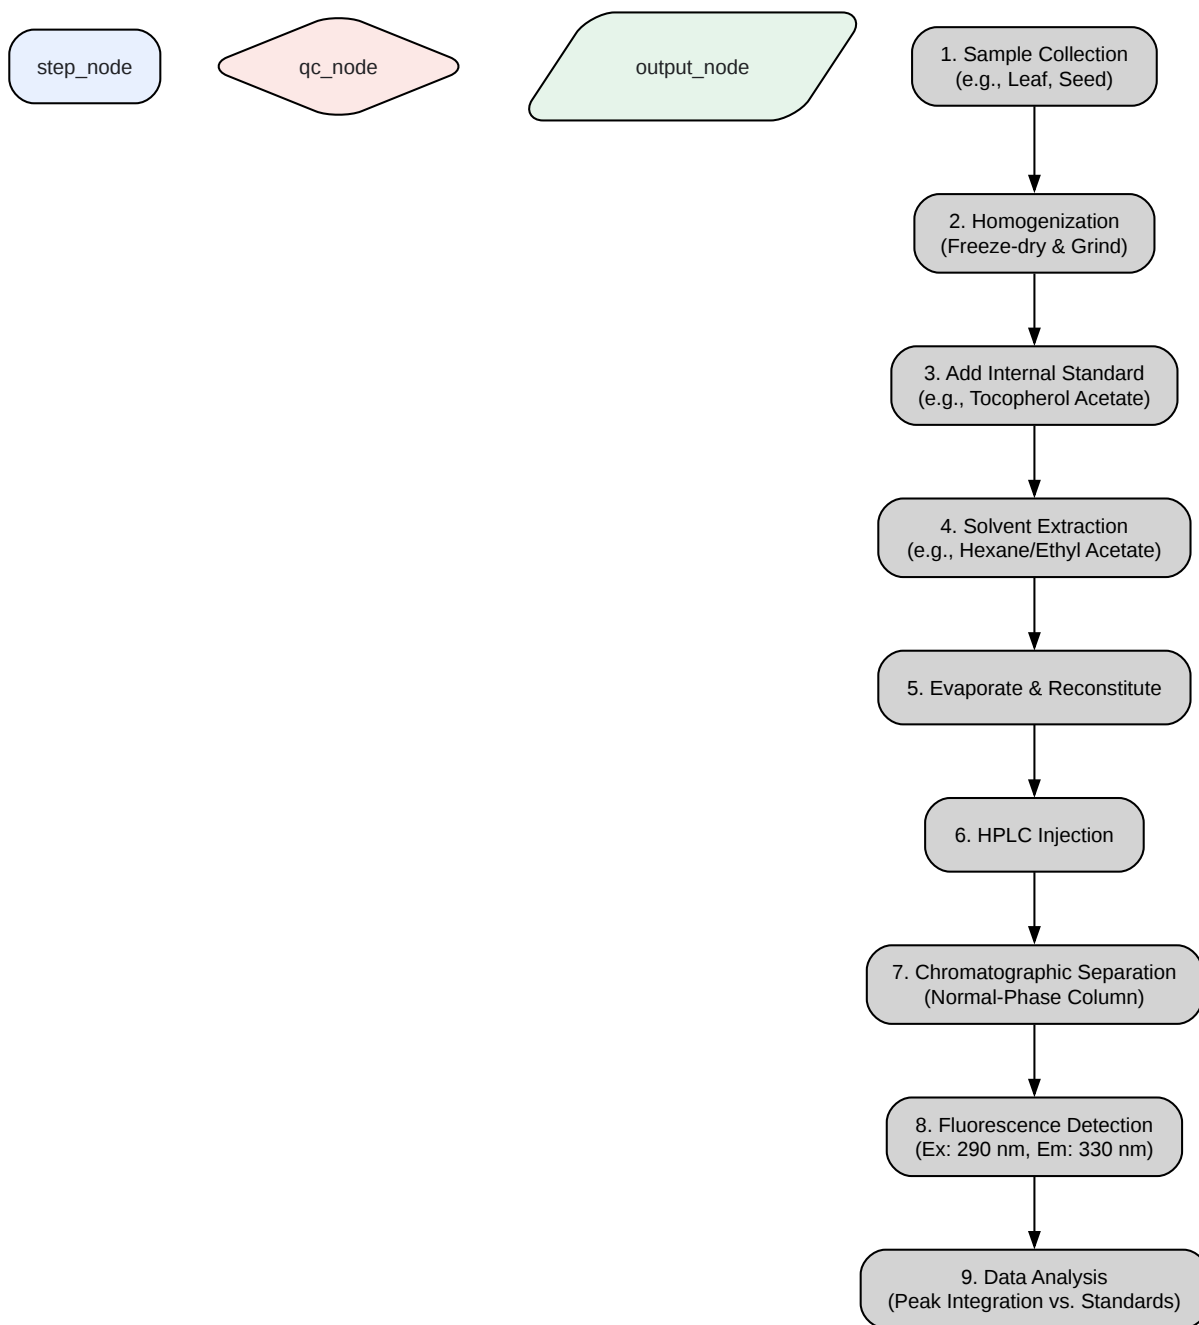 step_node
qc_node
output_node
1. Sample Collection
(e.g., Leaf, Seed)
2. Homogenization
(Freeze-dry & Grind)
3. Add Internal Standard
(e.g., Tocopherol Acetate)
4. Solvent Extraction
(e.g., Hexane/Ethyl Acetate)
5. Evaporate & Reconstitute
6. HPLC Injection
7. Chromatographic Separation
(Normal-Phase Column)
8. Fluorescence Detection
(Ex: 290 nm, Em: 330 nm)
9. Data Analysis
(Peak Integration vs. Standards)